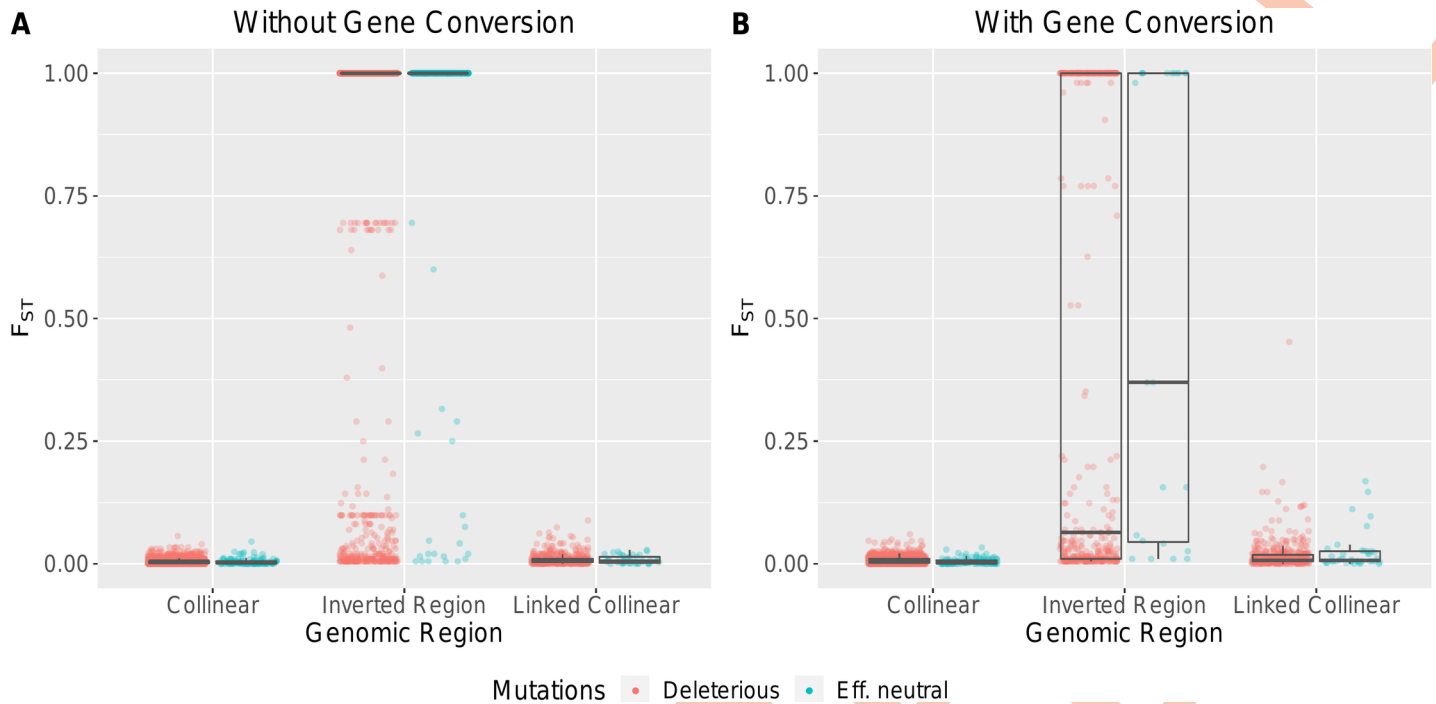 A Without Gene Conversion
F_ST
1.00
0.75
0.50
0.25
0.00
Collinear Inverted Region Linked Collinear
Genomic Region
B With Gene Conversion
F_ST
1.00
0.75
0.50
0.25
0.00
Collinear Inverted Region Linked Collinear
Genomic Region
Mutations Deleterious Eff. neutral